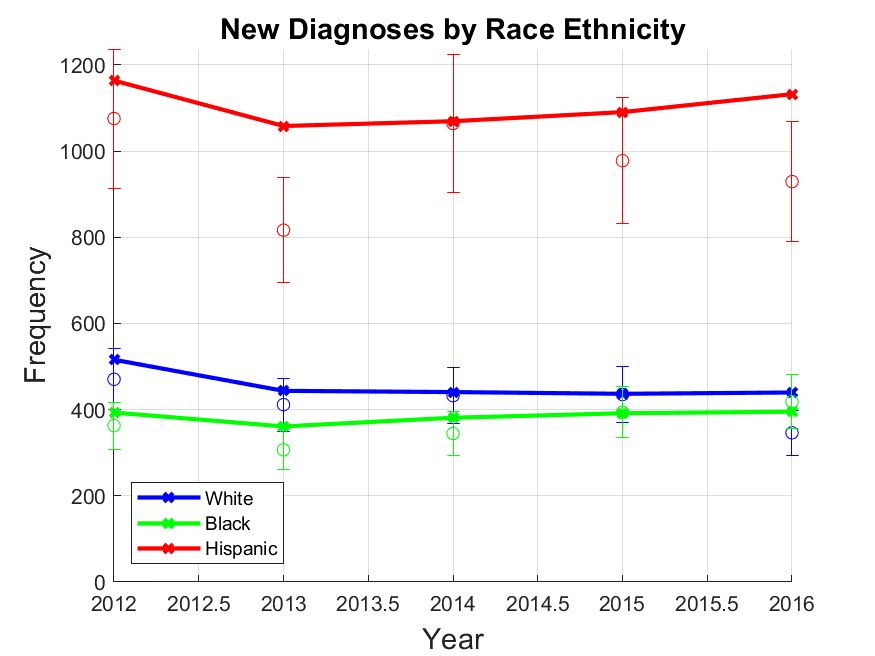 New Diagnoses by Race Ethnicity
1200
1000
800
600
400
200
0
Frequency
White
Black
Hispanic
2012 2012.5 2013 2013.5 2014 2014.5 2015 2015.5 2016
Year